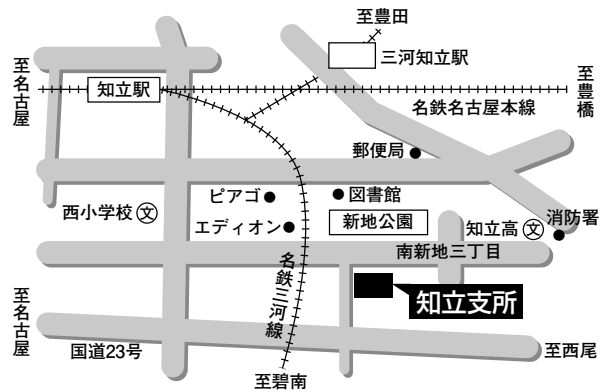 至豊田
三河知立駅
至名古屋
知立駅
至豊橋
名鉄名古屋本線
郵便局
ピアゴ
図書館
西小学校 文
新地公園
消防署
知立高 文
エディオン
南新地三丁目
名鉄三河線
知立支所
至名古屋
国道23号
至西尾
至碧南